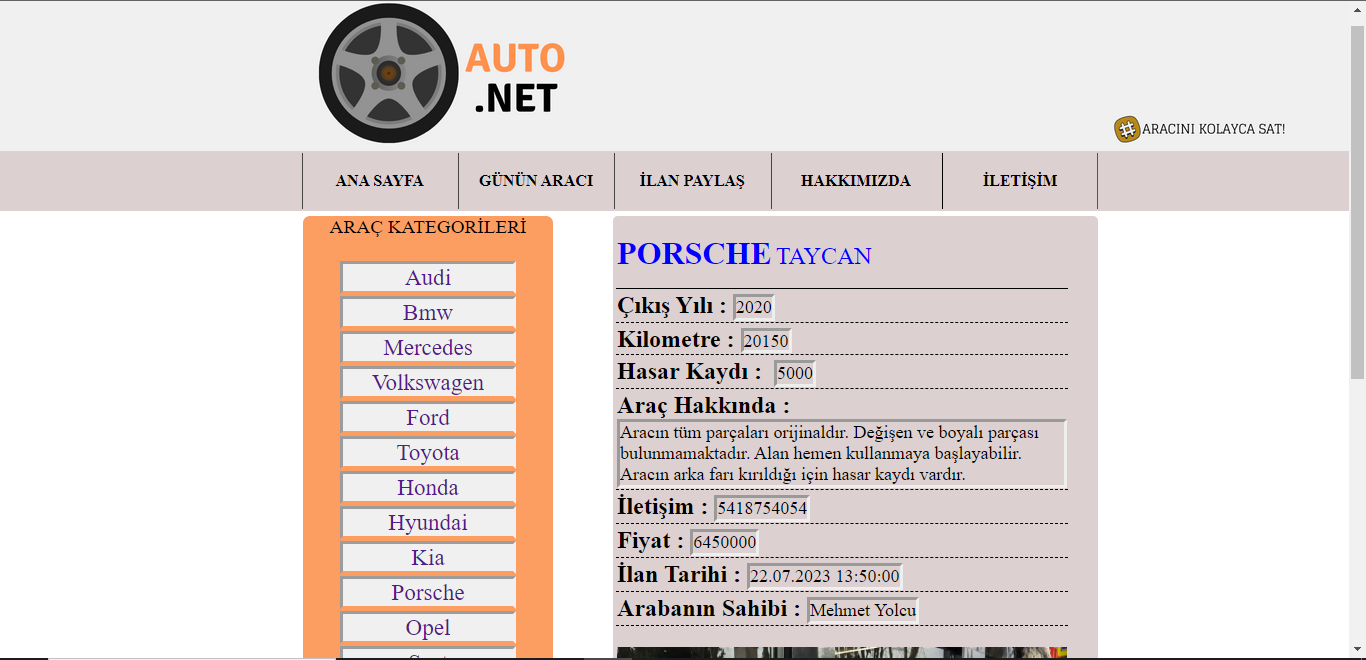 AUTO
.NET
ARACINI KOLAYCA SAT!
ANA SAYFA
GÜNÜN ARACI
İLAN PAYLAŞ
HAKKIMIZDA
İLETİŞİM
ARAÇ KATEGORİLERİ
Audi
Bmw
Mercedes
Volkswagen
Ford
Toyota
Honda
Hyundai
Kia
Porsche
Opel
PORSCHE TAYCAN
Çıkış Yılı : 2020
Kilometre : 20150
Hasar Kaydı : 5000
Araç Hakkında :
Aracın tüm parçaları orijinaldır. Değişen ve boyalı parçası
bulunmamaktadır. Alan hemen kullanmaya başlayabilir.
Aracın arka farı kırıldığı için hasar kaydı vardır.
İletişim : 5418754054
Fiyat : 6450000
İlan Tarihi : 22.07.2023 13:50:00
Arabanın Sahibi : Mehmet Yolcu